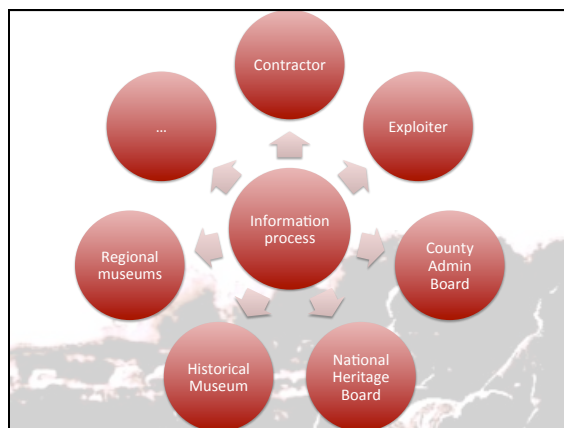 Contractor
...
Exploiter
Information
process
Regional
museums
County
Admin
Board
Historical
Museum
National
Heritage
Board